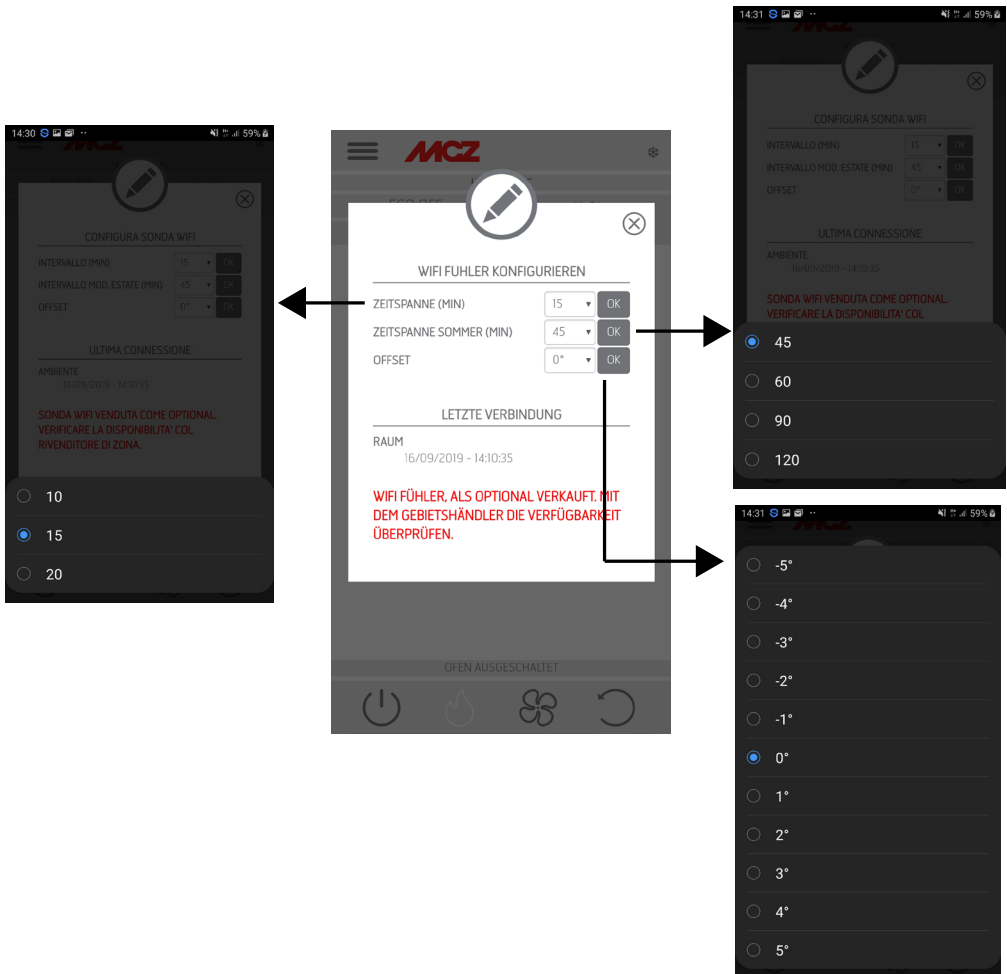 14:30
59%
MCZ
CONFIGURA SONDA WIFI
INTERVALLO (MIN) 15 OK
INTERVALLO MOD. ESTATE (MIN) 45 OK
OFFSET 0° OK
ULTIMA CONNESSIONE
AMBIENTE
16/09/2019 - 14:10:35
SONDA WIFI VENDUTA COME OPTIONAL.
VERIFICARE LA DISPONIBILITA' COL
RIVENDITORE DI ZONA.
10
15
20
MCZ
WIFI FUHLER KONFIGURIEREN
ZEITSPANNE (MIN) 15 OK
ZEITSPANNE SOMMER (MIN) 45 OK
OFFSET 0° OK
LETZTE VERBINDUNG
RAUM
16/09/2019 - 14:10:35
WIFI FÜHLER, ALS OPTIONAL VERKAUFT. MIT
DEM GEBIETSHÄNDLER DIE VERFÜGBARKEIT
ÜBERPRÜFEN.
OFEN AUSGESCHALTET
14:31
59%
MCZ
CONFIGURA SONDA WIFI
INTERVALLO (MIN) 15 OK
INTERVALLO MOD. ESTATE (MIN) 45 OK
OFFSET 0° OK
ULTIMA CONNESSIONE
AMBIENTE
16/09/2019 - 14:10:35
SONDA WIFI VENDUTA COME OPTIONAL.
VERIFICARE LA DISPONIBILITA' COL
45
60
90
120
14:31
59%
-5°
-4°
-3°
-2°
-1°
0°
1°
2°
3°
4°
5°